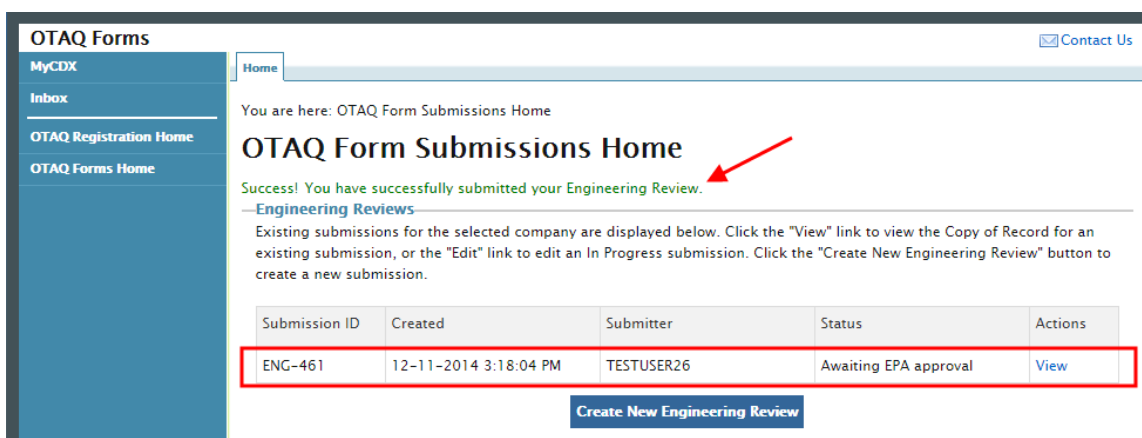 OTAQ Forms
Contact Us
MyCDX
Home
Inbox
You are here: OTAQ Form Submissions Home
OTAQ Registration Home
OTAQ Form Submissions Home
OTAQ Forms Home
Success! You have successfully submitted your Engineering Review.
Engineering Reviews
Existing submissions for the selected company are displayed below. Click the "View" link to view the Copy of Record for an
existing submission, or the "Edit" link to edit an In Progress submission. Click the "Create New Engineering Review" button to
create a new submission.
Submission ID Created Submitter Status Actions
ENG-461 12-11-2014 3:18:04 PM TESTUSER26 Awaiting EPA approval View
Create New Engineering Review